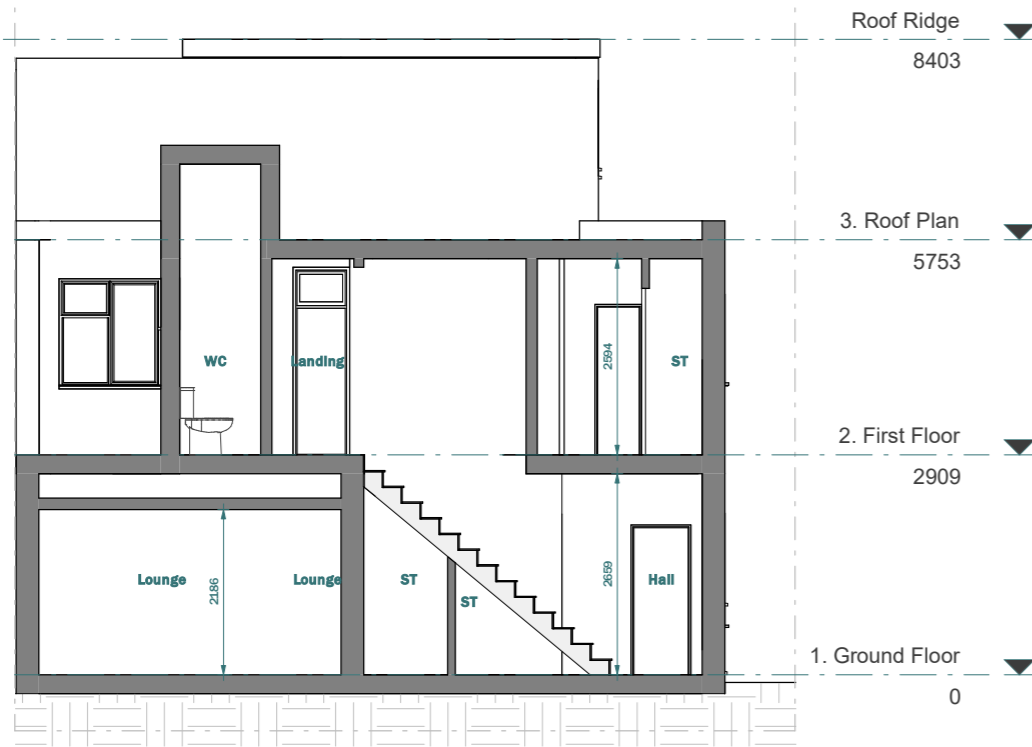 Roof Ridge
8403
3. Roof Plan
5753
WC
Landing
2594
ST
2. First Floor
2909
Lounge
2186
Lounge
ST
ST
2659
Hall
1. Ground Floor
0